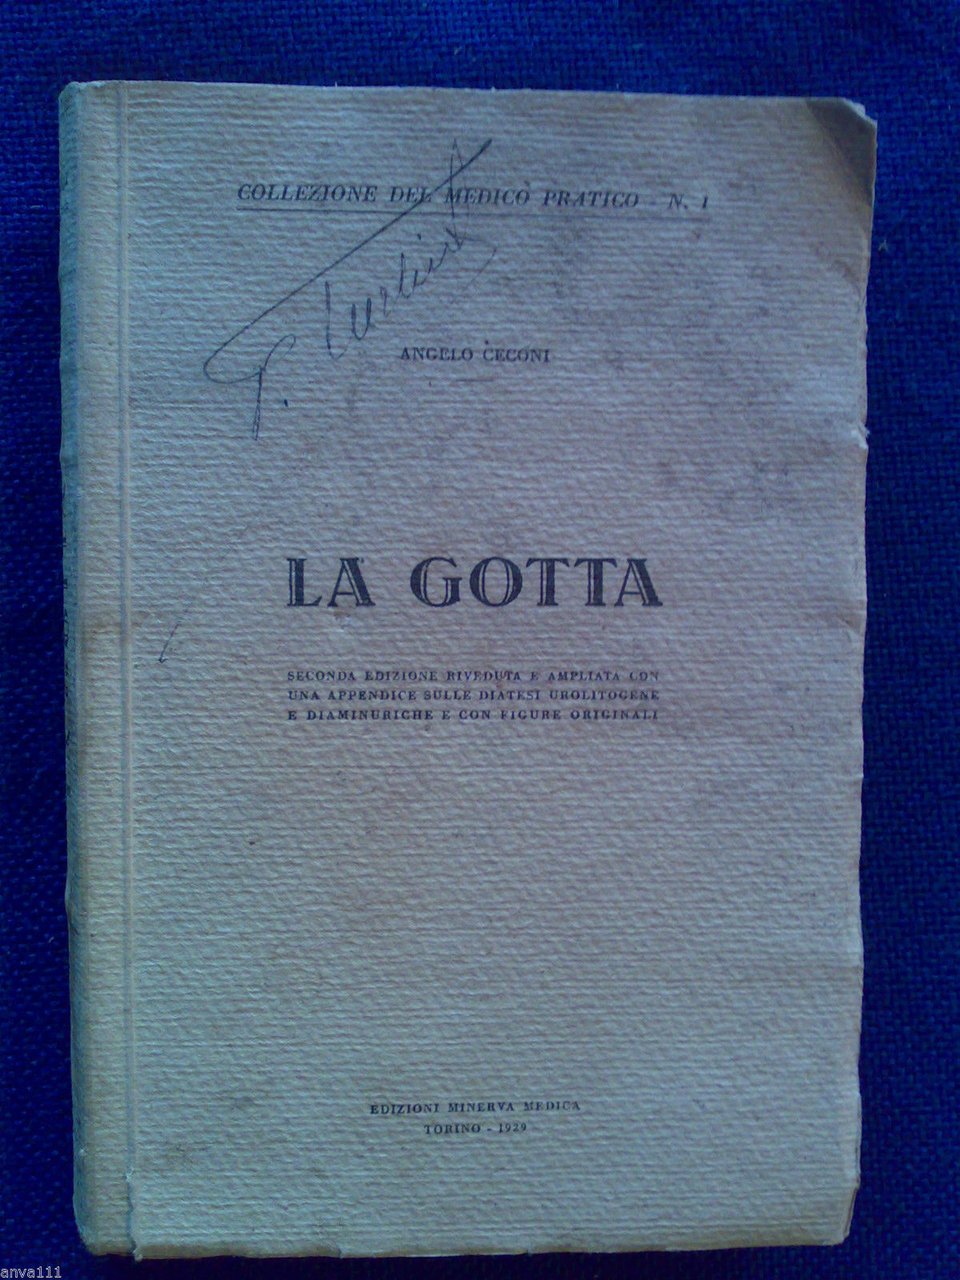 COLLEZIONE DEL MEDICO PRATICO - N. 1
ANGELO CECONI
LA GOTTA
SECONDA EDIZIONE RIVEDUTA E AMPLIATA CON
UNA APPENDICE SULLE DIATESI UROLITOGENE
E DIAMINURICHE E CON FIGURE ORIGINALI
EDIZIONI MINERVA MEDICA
TORINO - 1929
anva111